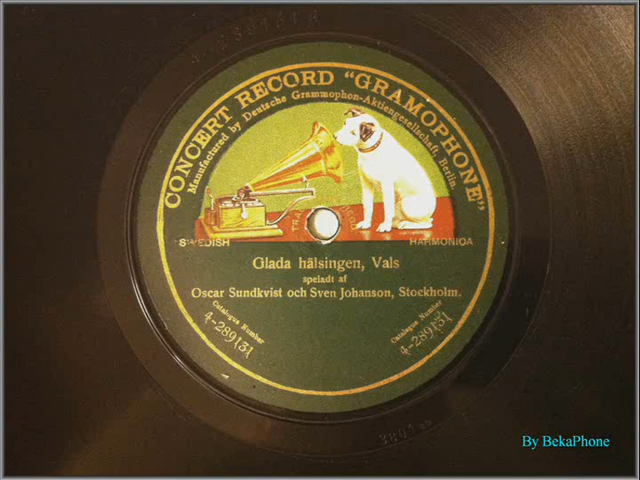 CONCERT RECORD "GRAMOPHONE"
Manufactured by Deutsche Grammophon-Aktiengesellschaft, Berlin.
SWEDISH
HARMONICA
Glada hälsingen, Vals
speladt af
Oscar Sundkvist och Sven Johanson, Stockholm.
Catalogue Number
4-289131
Catalogue Number
4-289131
By BekaPhone